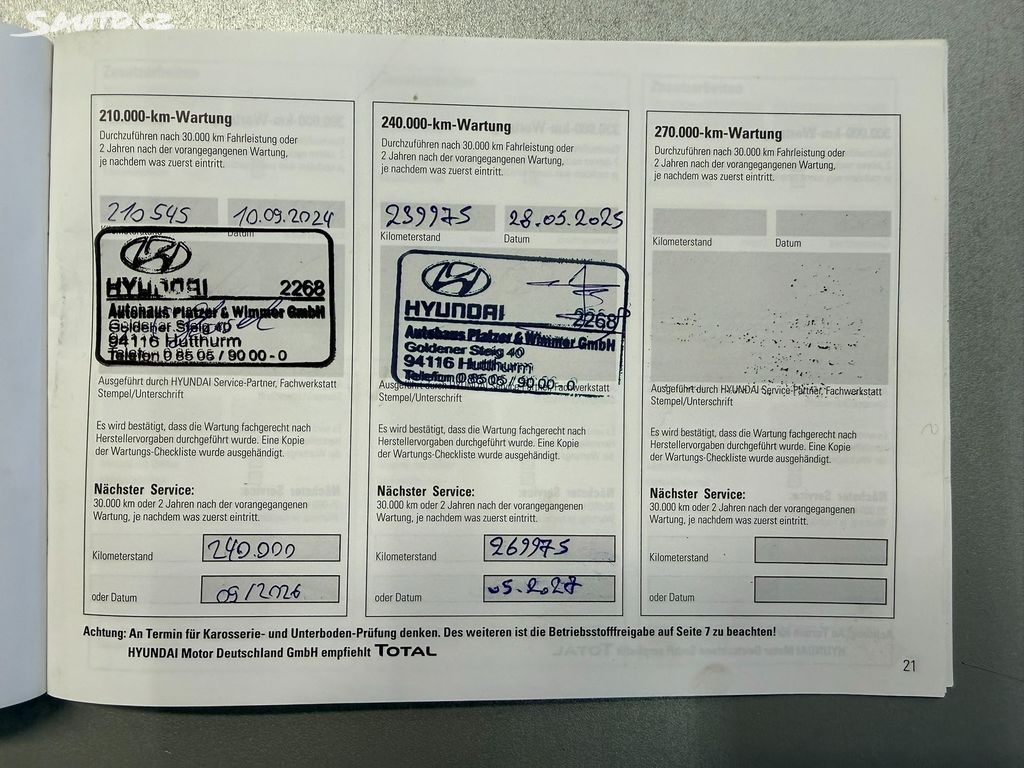 SAUTO.CZ
210.000-km-Wartung
Durchzuführen nach 30.000 km Fahrleistung oder
2 Jahren nach der vorangegangenen Wartung,
je nachdem was zuerst eintritt.
210545 10.09.2024
Datum
HYUNDAI 2268
Autohaus Platzer & Wimmer GmbH
Goldener Steig 40
94116 Hutthurm
Telefon 0 85 05 / 90 00 - 0
Ausgeführt durch HYUNDAI Service-Partner, Fachwerkstatt
Stempel/Unterschrift
Es wird bestätigt, dass die Wartung fachgerecht nach
Herstellervorgaben durchgeführt wurde. Eine Kopie
der Wartungs-Checkliste wurde ausgehändigt.
Nächster Service:
30.000 km oder 2 Jahren nach der vorangegangenen
Wartung, je nachdem was zuerst eintritt.
Kilometerstand 240.000
oder Datum 09/2026
240.000-km-Wartung
Durchzuführen nach 30.000 km Fahrleistung oder
2 Jahren nach der vorangegangenen Wartung,
je nachdem was zuerst eintritt.
239975 28.05.2025
Kilometerstand Datum
HYUNDAI 2268
Autohaus Platzer & Wimmer GmbH
Goldener Steig 40
94116 Hutthurm
Telefon 0 85 05 / 90 00 - 0
Ausgeführt durch HYUNDAI Service-Partner, Fachwerkstatt
Stempel/Unterschrift
Es wird bestätigt, dass die Wartung fachgerecht nach
Herstellervorgaben durchgeführt wurde. Eine Kopie
der Wartungs-Checkliste wurde ausgehändigt.
Nächster Service:
30.000 km oder 2 Jahren nach der vorangegangenen
Wartung, je nachdem was zuerst eintritt.
Kilometerstand 269975
oder Datum 05.2027
270.000-km-Wartung
Durchzuführen nach 30.000 km Fahrleistung oder
2 Jahren nach der vorangegangenen Wartung,
je nachdem was zuerst eintritt.
Kilometerstand Datum
Ausgeführt durch HYUNDAI Service-Partner, Fachwerkstatt
Stempel/Unterschrift
Es wird bestätigt, dass die Wartung fachgerecht nach
Herstellervorgaben durchgeführt wurde. Eine Kopie
der Wartungs-Checkliste wurde ausgehändigt.
Nächster Service:
30.000 km oder 2 Jahren nach der vorangegangenen
Wartung, je nachdem was zuerst eintritt.
Kilometerstand
oder Datum
Achtung: An Termin für Karosserie- und Unterboden-Prüfung denken. Des weiteren ist die Betriebsstofffreigabe auf Seite 7 zu beachten!
HYUNDAI Motor Deutschland GmbH empfiehlt TOTAL
21